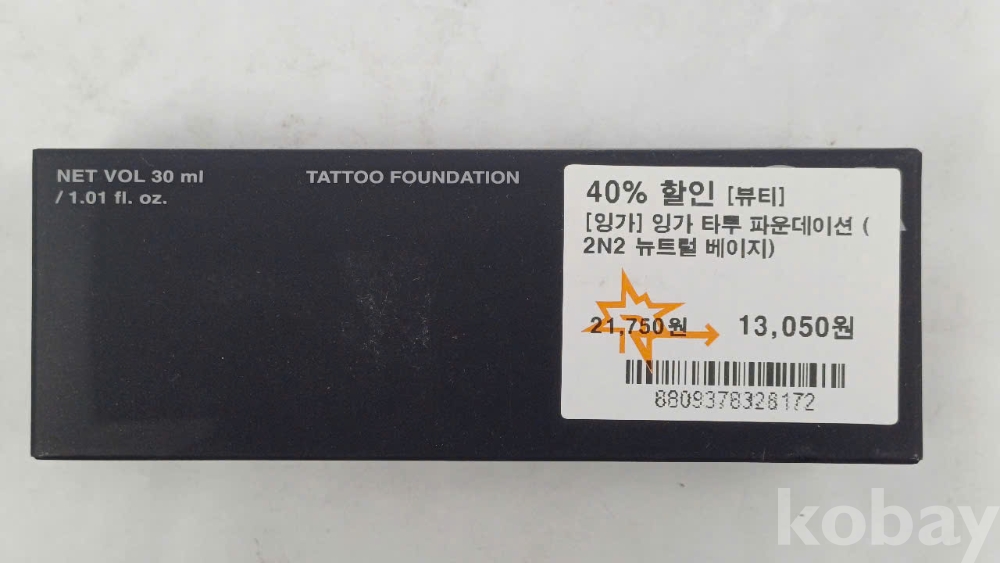 NET VOL 30 ml
/ 1.01 fl. oz.
TATTOO FOUNDATION
40% 할인 [뷰티]
[잉가] 잉가 타투 파운데이션 (
2N2 뉴트럴 베이지)
21,750원
13,050원
8809378328172
kobay